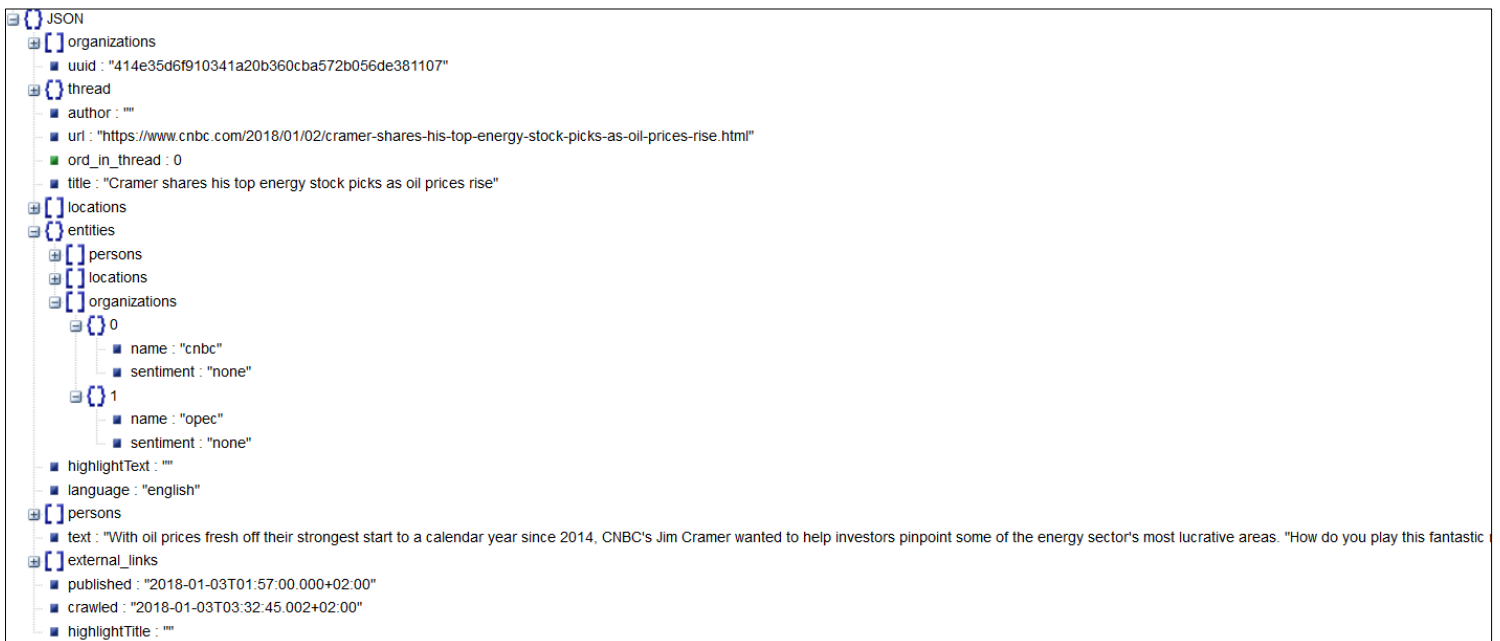 JSON
organizations
uuid : "414e35d6f910341a20b360cba572b056de381107"
thread
author : ""
url : "https://www.cnbc.com/2018/01/02/cramer-shares-his-top-energy-stock-picks-as-oil-prices-rise.html"
ord_in_thread : 0
title : "Cramer shares his top energy stock picks as oil prices rise"
locations
entities
persons
locations
organizations
0
name : "cnbc"
sentiment : "none"
1
name : "opec"
sentiment : "none"
highlightText : ""
language : "english"
persons
text : "With oil prices fresh off their strongest start to a calendar year since 2014, CNBC's Jim Cramer wanted to help investors pinpoint some of the energy sector's most lucrative areas. "How do you play this fantastic
external_links
published : "2018-01-03T01:57:00.000+02:00"
crawled : "2018-01-03T03:32:45.002+02:00"
highlightTitle : ""